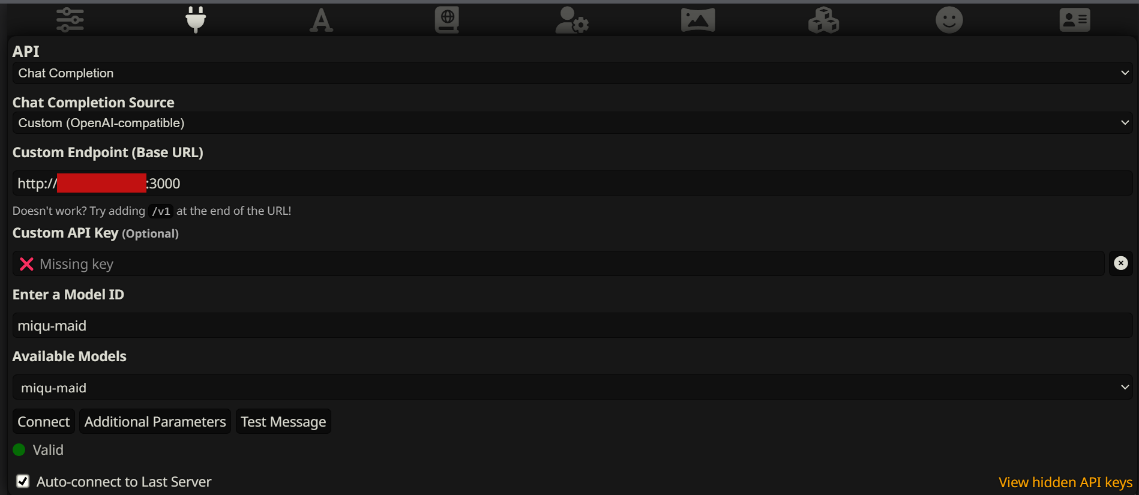 API
Chat Completion
Chat Completion Source
Custom (OpenAI-compatible)
Custom Endpoint (Base URL)
http://:3000
Doesn't work? Try adding /v1 at the end of the URL!
Custom API Key (Optional)
❌ Missing key
Enter a Model ID
miqu-maid
Available Models
miqu-maid
Connect Additional Parameters Test Message
Valid
Auto-connect to Last Server View hidden API keys